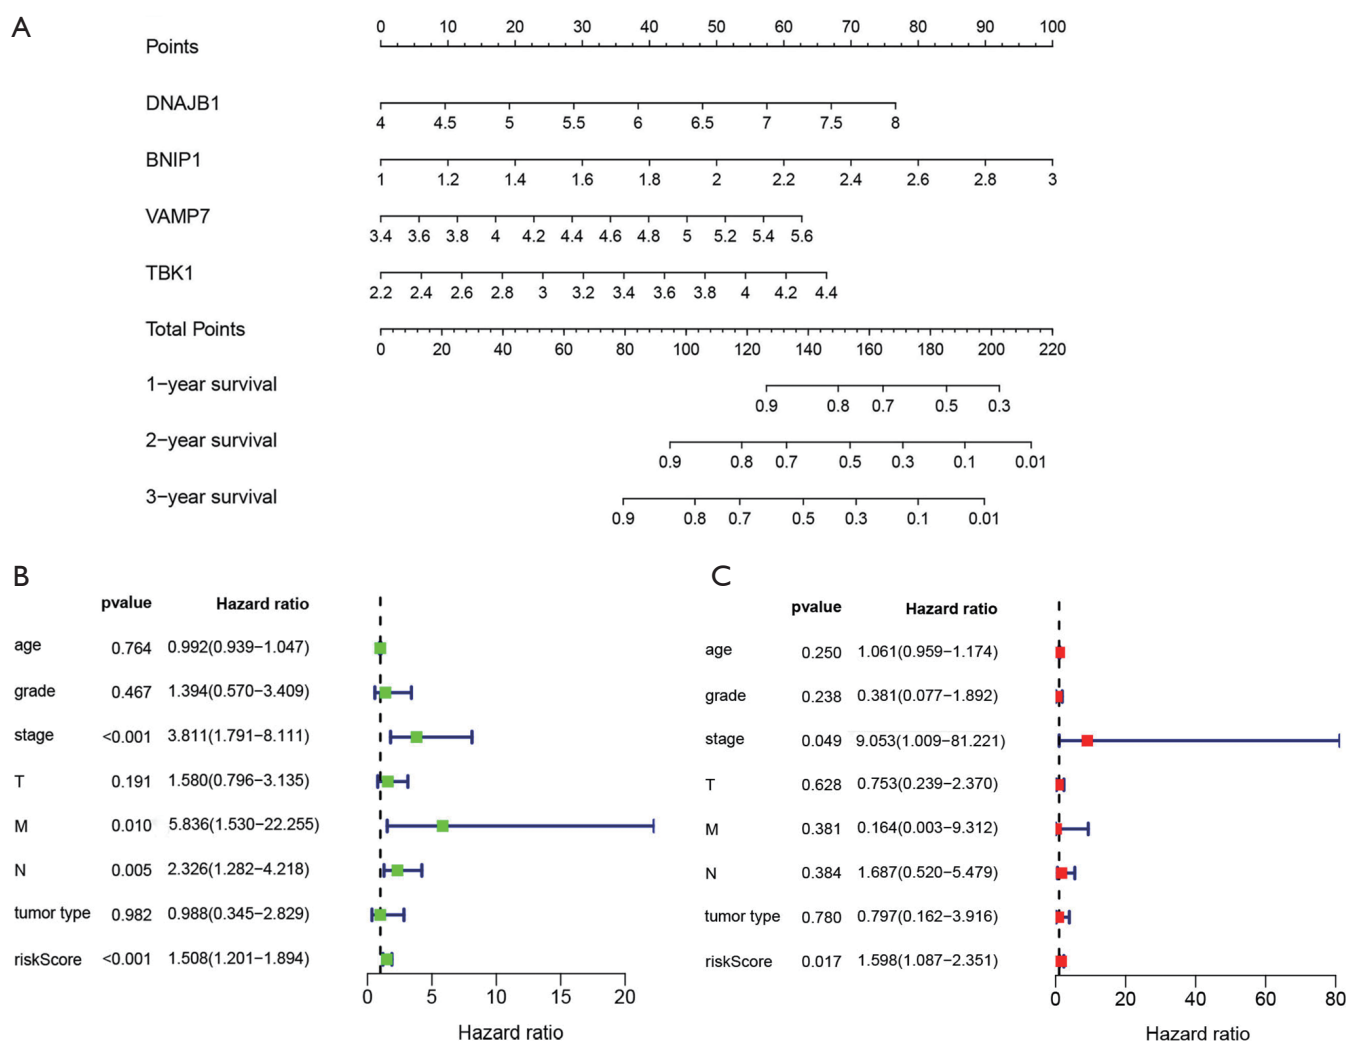 A
0 10 20 30 40 50 60 70 80 90 100
Points
DNAJB1
4 4.5 5 5.5 6 6.5 7 7.5 8
BNIP1
1 1.2 1.4 1.6 1.8 2 2.2 2.4 2.6 2.8 3
VAMP7
3.4 3.6 3.8 4 4.2 4.4 4.6 4.8 5 5.2 5.4 5.6
TBK1
2.2 2.4 2.6 2.8 3 3.2 3.4 3.6 3.8 4 4.2 4.4
Total Points
0 20 40 60 80 100 120 140 160 180 200 220
1−year survival
0.9 0.8 0.7 0.5 0.3
2−year survival
0.9 0.8 0.7 0.5 0.3 0.1 0.01
3−year survival
0.9 0.8 0.7 0.5 0.3 0.1 0.01
B
pvalue Hazard ratio
age 0.764 0.992(0.939−1.047)
grade 0.467 1.394(0.570−3.409)
stage <0.001 3.811(1.791−8.111)
T 0.191 1.580(0.796−3.135)
M 0.010 5.836(1.530−22.255)
N 0.005 2.326(1.282−4.218)
tumor type 0.982 0.988(0.345−2.829)
riskScore <0.001 1.508(1.201−1.894)
0 5 10 15 20
Hazard ratio
C
pvalue Hazard ratio
age 0.250 1.061(0.959−1.174)
grade 0.238 0.381(0.077−1.892)
stage 0.049 9.053(1.009−81.221)
T 0.628 0.753(0.239−2.370)
M 0.381 0.164(0.003−9.312)
N 0.384 1.687(0.520−5.479)
tumor type 0.780 0.797(0.162−3.916)
riskScore 0.017 1.598(1.087−2.351)
0 20 40 60 80
Hazard ratio